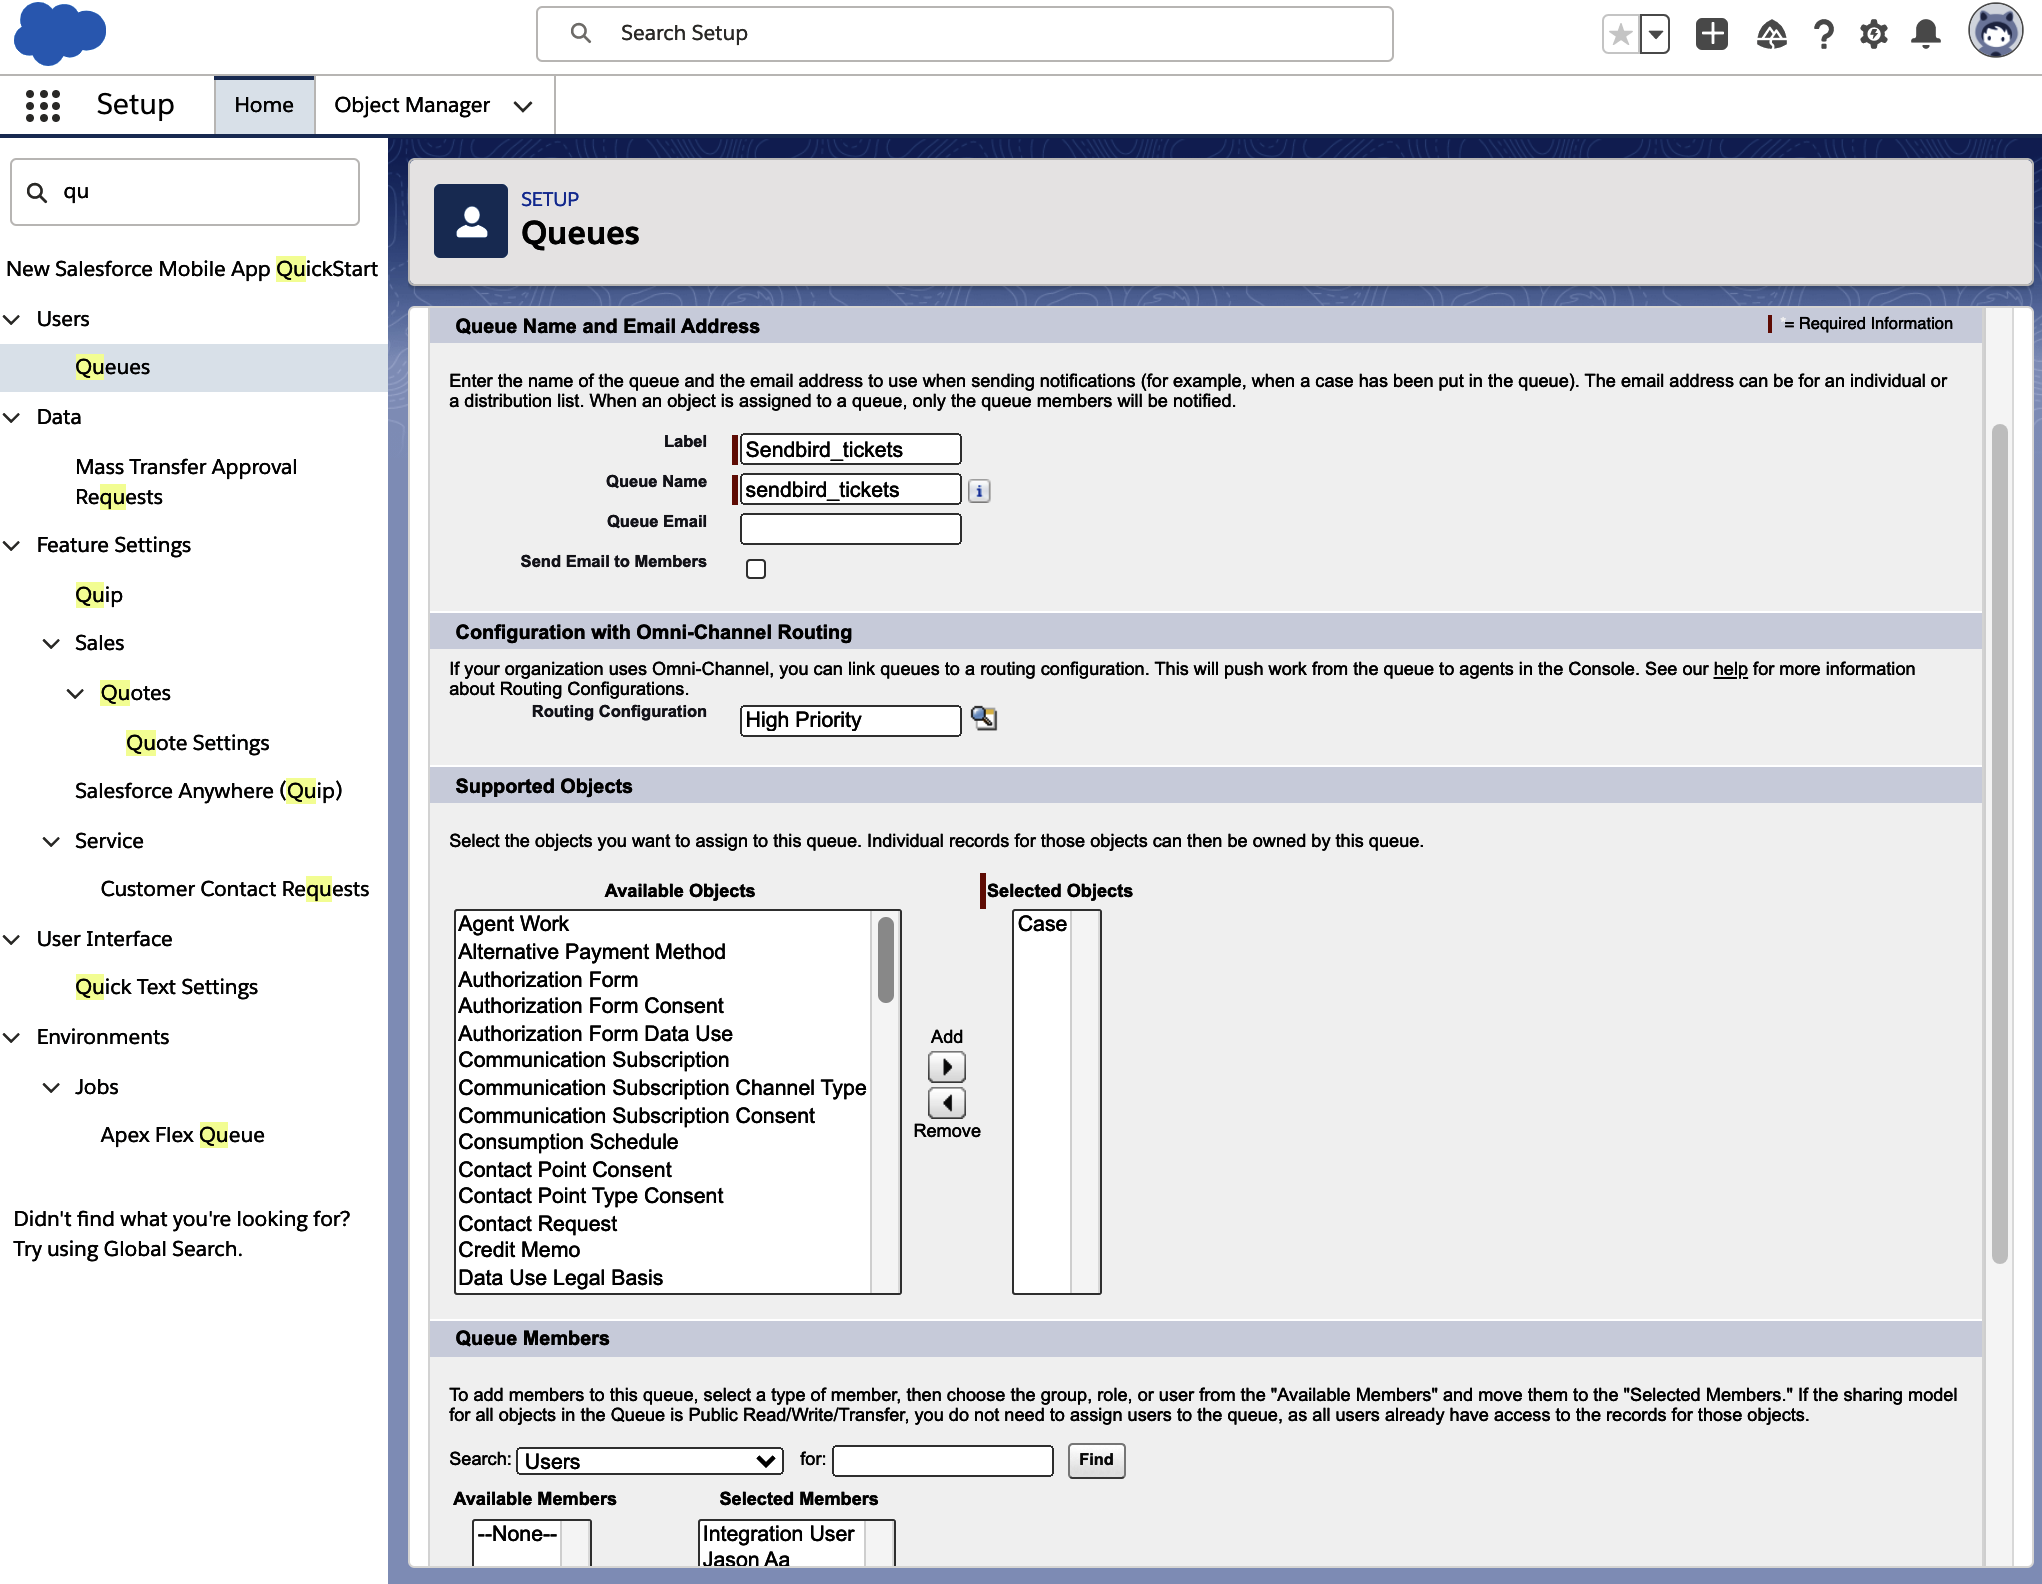 Search Setup
Setup
Home
Object Manager
qu
New Salesforce Mobile App QuickStart
Users
Queues
Data
Mass Transfer Approval
Requests
Feature Settings
Quip
Sales
Quotes
Quote Settings
Salesforce Anywhere (Quip)
Service
Customer Contact Requests
User Interface
Quick Text Settings
Environments
Jobs
Apex Flex Queue
Didn't find what you're looking for?
Try using Global Search.
SETUP
Queues
Queue Name and Email Address
= Required Information
Enter the name of the queue and the email address to use when sending notifications (for example, when a case has been put in the queue). The email address can be for an individual or
a distribution list. When an object is assigned to a queue, only the queue members will be notified.
Label Sendbird_tickets
Queue Name sendbird_tickets
Queue Email
Send Email to Members
Configuration with Omni-Channel Routing
If your organization uses Omni-Channel, you can link queues to a routing configuration. This will push work from the queue to agents in the Console. See our help for more information
about Routing Configurations.
Routing Configuration High Priority
Supported Objects
Select the objects you want to assign to this queue. Individual records for those objects can then be owned by this queue.
Available Objects
Agent Work
Alternative Payment Method
Authorization Form
Authorization Form Consent
Authorization Form Data Use
Communication Subscription
Communication Subscription Channel Type
Communication Subscription Consent
Consumption Schedule
Contact Point Consent
Contact Point Type Consent
Contact Request
Credit Memo
Data Use Legal Basis
Add
Remove
Selected Objects
Case
Queue Members
To add members to this queue, select a type of member, then choose the group, role, or user from the "Available Members" and move them to the "Selected Members." If the sharing model
for all objects in the Queue is Public Read/Write/Transfer, you do not need to assign users to the queue, as all users already have access to the records for those objects.
Search: Users for: Find
Available Members
--None--
Selected Members
Integration User
Jason Aa